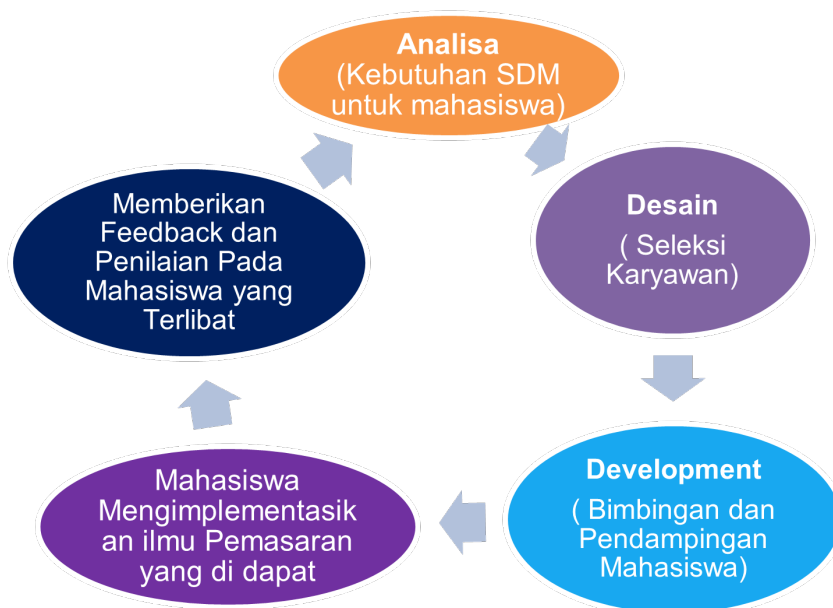 Analisa
(Kebutuhan SDM
untuk mahasiswa)
Desain
( Seleksi
Karyawan)
Development
( Bimbingan dan
Pendampingan
Mahasiswa)
Mahasiswa
Mengimplementasik
an ilmu Pemasaran
yang di dapat
Memberikan
Feedback dan
Penilaian Pada
Mahasiswa yang
Terlibat